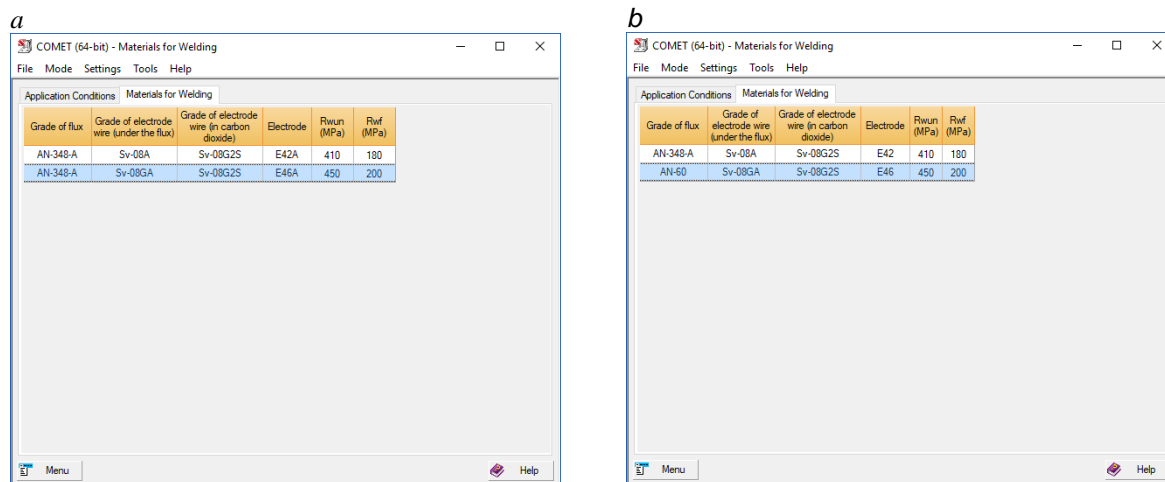 a
COMET (64-bit) - Materials for Welding
File Mode Settings Tools Help
Application Conditions Materials for Welding
Grade of flux
Grade of electrode
wire (under the flux)
Grade of electrode
wire (in carbon
dioxide)
Electrode
Rwun
(MPa)
Rwf
(MPa)
AN-348-A Sv-08A Sv-08G2S E42A 410 180
AN-348-A Sv-08GA Sv-08G2S E46A 450 200
Menu Help
b
COMET (64-bit) - Materials for Welding
File Mode Settings Tools Help
Application Conditions Materials for Welding
Grade of flux
Grade of
electrode wire
(under the flux)
Grade of electrode
wire (in carbon
dioxide)
Electrode
Rwun
(MPa)
Rwf
(MPa)
AN-348-A Sv-08A Sv-08G2S E42 410 180
AN-60 Sv-08GA Sv-08G2S E46 450 200
Menu Help